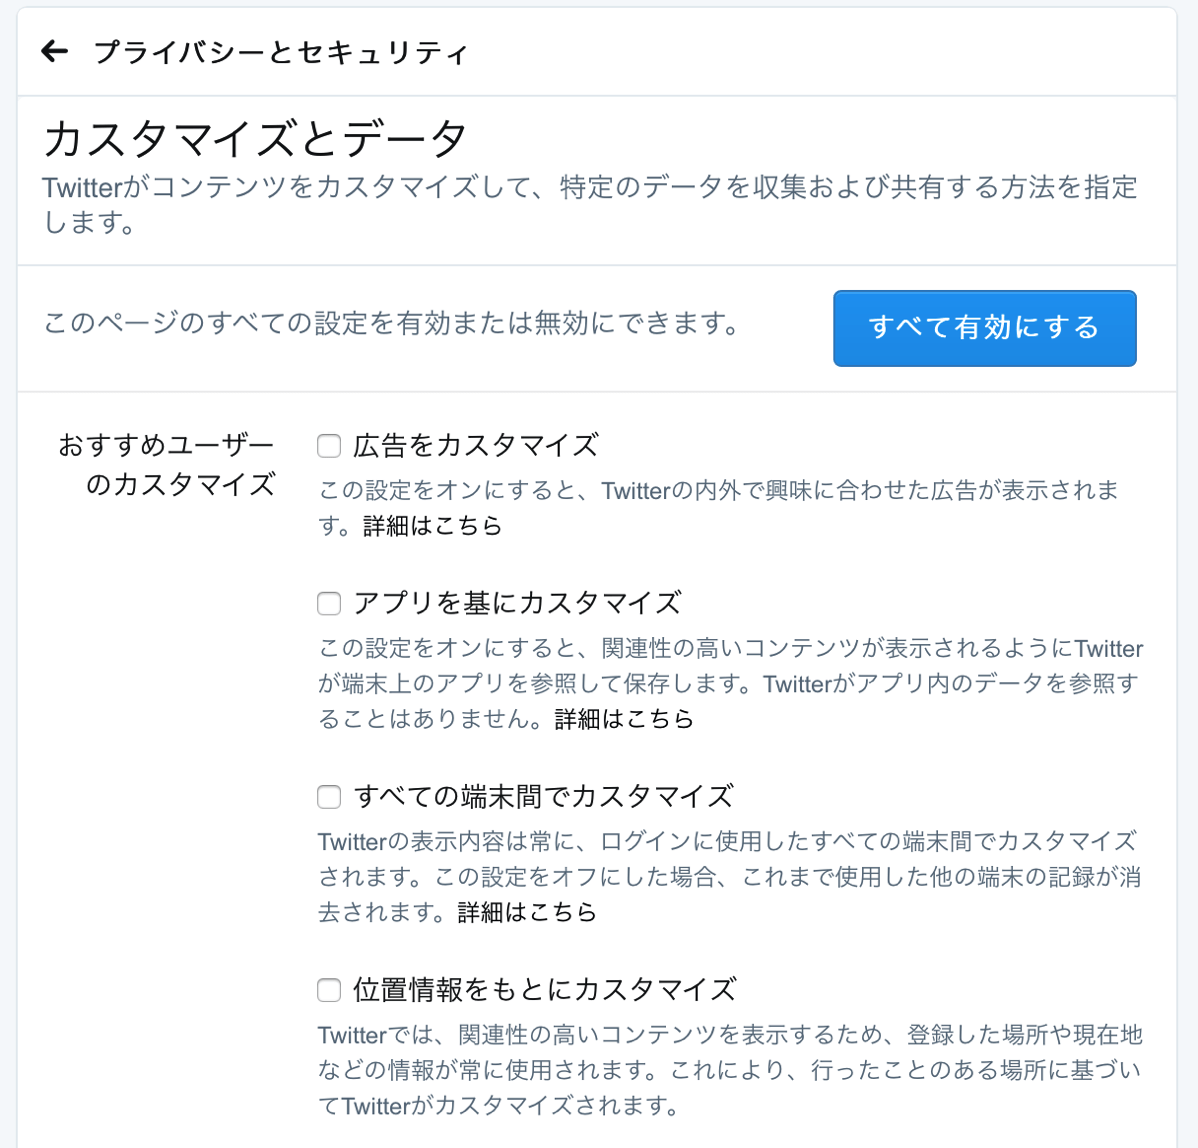 プライバシーとセキュリティ
カスタマイズとデータ
Twitterがコンテンツをカスタマイズして、特定のデータを収集および共有する方法を指定
します。
このページのすべての設定を有効または無効にできます。
すべて有効にする
おすすめユーザー
のカスタマイズ
広告をカスタマイズ
この設定をオンにすると、Twitterの内外で興味に合わせた広告が表示されま
す。詳細はこちら
アプリを基にカスタマイズ
この設定をオンにすると、関連性の高いコンテンツが表示されるようにTwitter
が端末上のアプリを参照して保存します。Twitterがアプリ内のデータを参照す
ることはありません。詳細はこちら
すべての端末間でカスタマイズ
Twitterの表示内容は常に、ログインに使用したすべての端末間でカスタマイズ
されます。この設定をオフにした場合、これまで使用した他の端末の記録が消
去されます。詳細はこちら
位置情報をもとにカスタマイズ
Twitterでは、関連性の高いコンテンツを表示するため、登録した場所や現在地
などの情報が常に使用されます。これにより、行ったことのある場所に基づい
てTwitterがカスタマイズされます。